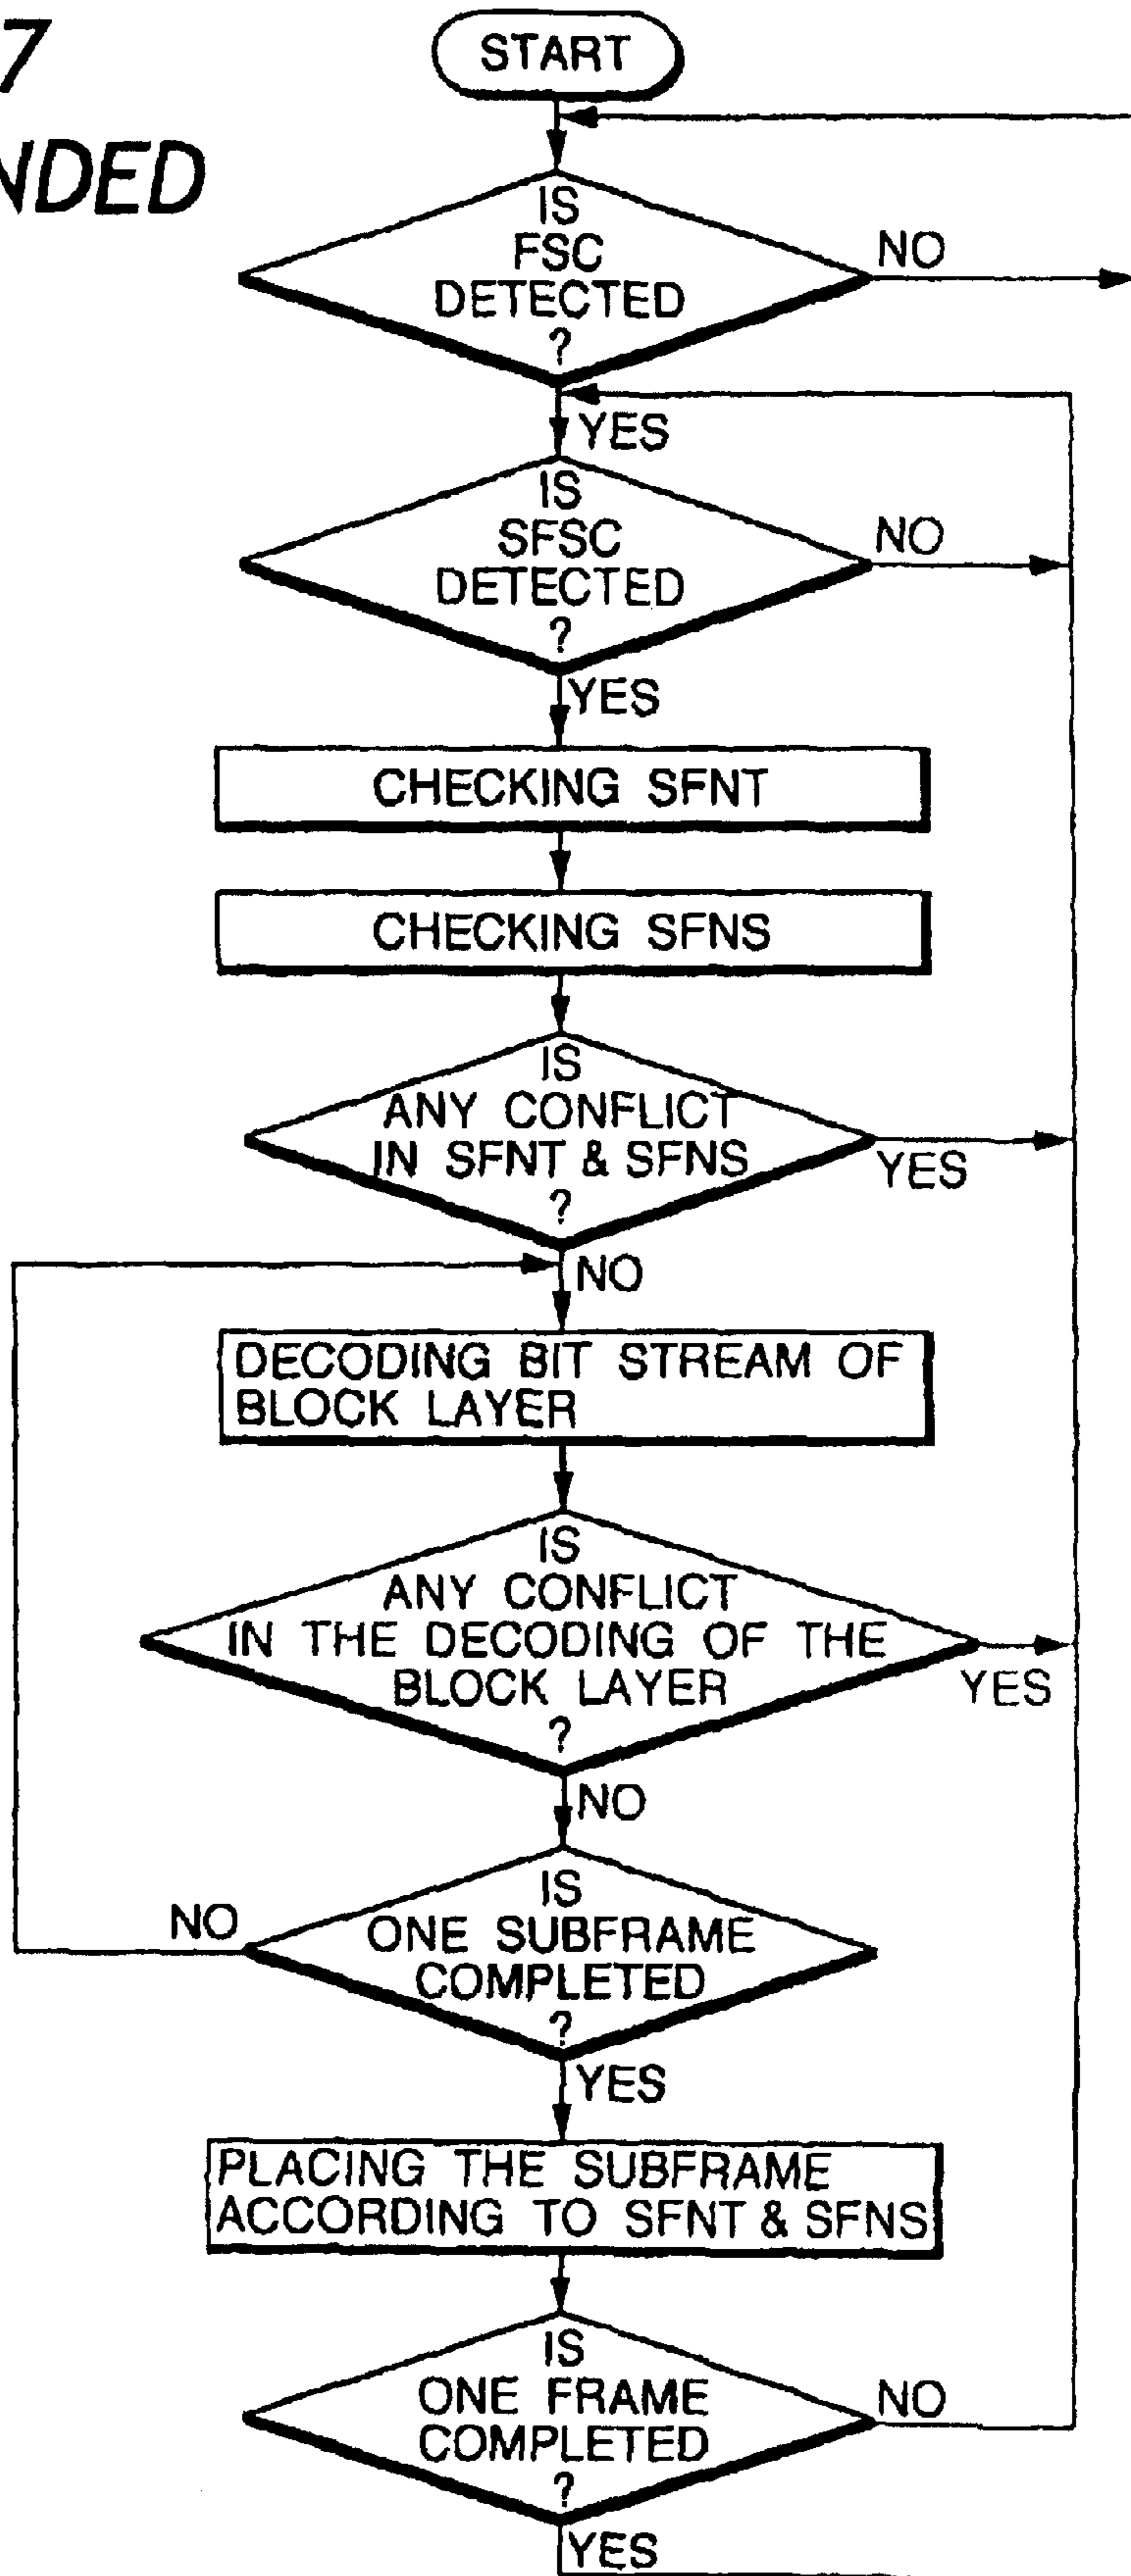 7
NDED
START
IS
FSC
DETECTED
?
NO
YES
IS
SFSC
DETECTED
?
NO
YES
CHECKING SFNT
CHECKING SFNS
IS
ANY CONFLICT
IN SFNT & SFNS
?
YES
NO
DECODING BIT STREAM OF
BLOCK LAYER
IS
ANY CONFLICT
IN THE DECODING OF THE
BLOCK LAYER
?
YES
NO
IS
ONE SUBFRAME
COMPLETED
?
NO
YES
PLACING THE SUBFRAME
ACCORDING TO SFNT & SFNS
IS
ONE FRAME
COMPLETED
?
NO
YES